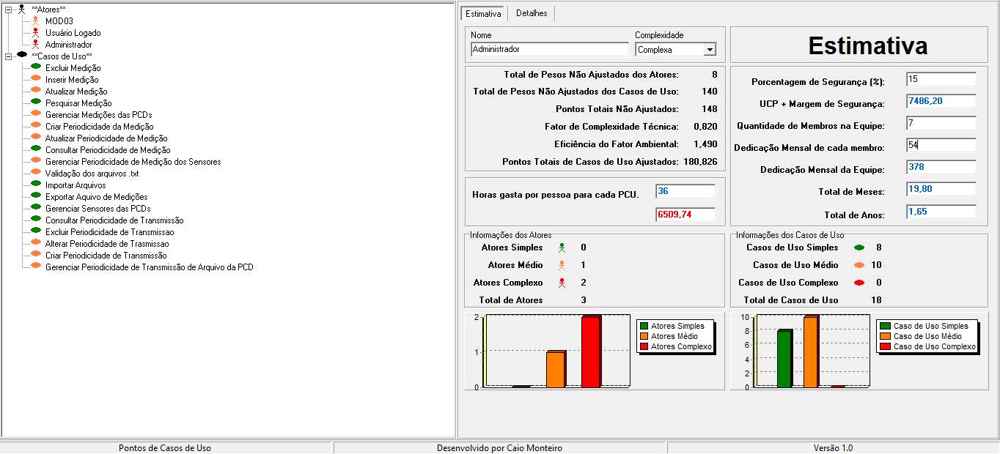 **Atores**
MOD03
Usuário Logado
Administrador
**Casos de Uso**
Excluir Medição
Inserir Medição
Atualizar Medição
Pesquisar Medição
Gerenciar Medições das PCDs
Criar Periodicidade da Medição
Atualizar Periodicidade de Medição
Consultar Periodicidade de Medição
Gerenciar Periodicidade de Medição dos Sensores
Validação dos arquivos .txt
Importar Arquivos
Exportar Aquivo de Medições
Gerenciar Sensores das PCDs
Consultar Periodicidade de Transmissão
Excluir Periodicidade de Transmissao
Alterar Periodicidade de Trasmissao
Criar Periodicidade de Transmissão
Gerenciar Periodicidade de Transmissão de Arquivo da PCD
Estimativa Detalhes
Nome Complexidade
Administrador Complexa
Total de Pesos Não Ajustados dos Atores: 8
Total de Pesos Não Ajustados dos Casos de Uso: 140
Pontos Totais Não Ajustados: 148
Fator de Complexidade Técnica: 0,820
Eficiência do Fator Ambiental: 1,490
Pontos Totais de Casos de Uso Ajustados: 180,826
Horas gasta por pessoa para cada PCU. 36
6509,74
Estimativa
Porcentagem de Segurança (%): 15
UCP + Margem de Segurança: 7486,20
Quantidade de Membros na Equipe: 7
Dedicação Mensal de cada membro: 54
Dedicação Mensal da Equipe: 378
Total de Meses: 19,80
Total de Anos: 1,65
Informações dos Atores
Atores Simples 0
Atores Médio 1
Atores Complexo 2
Total de Atores 3
Informações dos Casos de Uso
Casos de Uso Simples 8
Casos de Uso Médio 10
Casos de Uso Complexo 0
Total de Casos de Uso 18
2
1
0
Atores Simples
Atores Médio
Atores Complexo
10
8
6
4
2
0
Caso de Uso Simples
Caso de Uso Médio
Caso de Uso Complexo
Pontos de Casos de Uso Desenvolvido por Caio Monteiro Versão 1.0